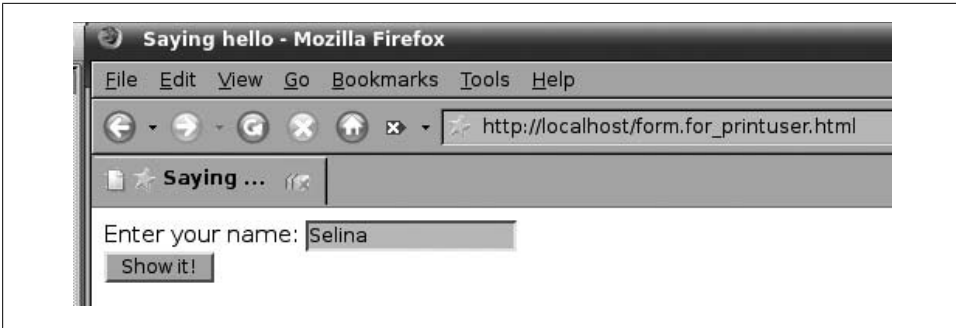 Saying hello - Mozilla Firefox
File Edit View Go Bookmarks Tools Help
http://localhost/form.for_printuser.html
Saying ...
Enter your name: Selina
Show it!